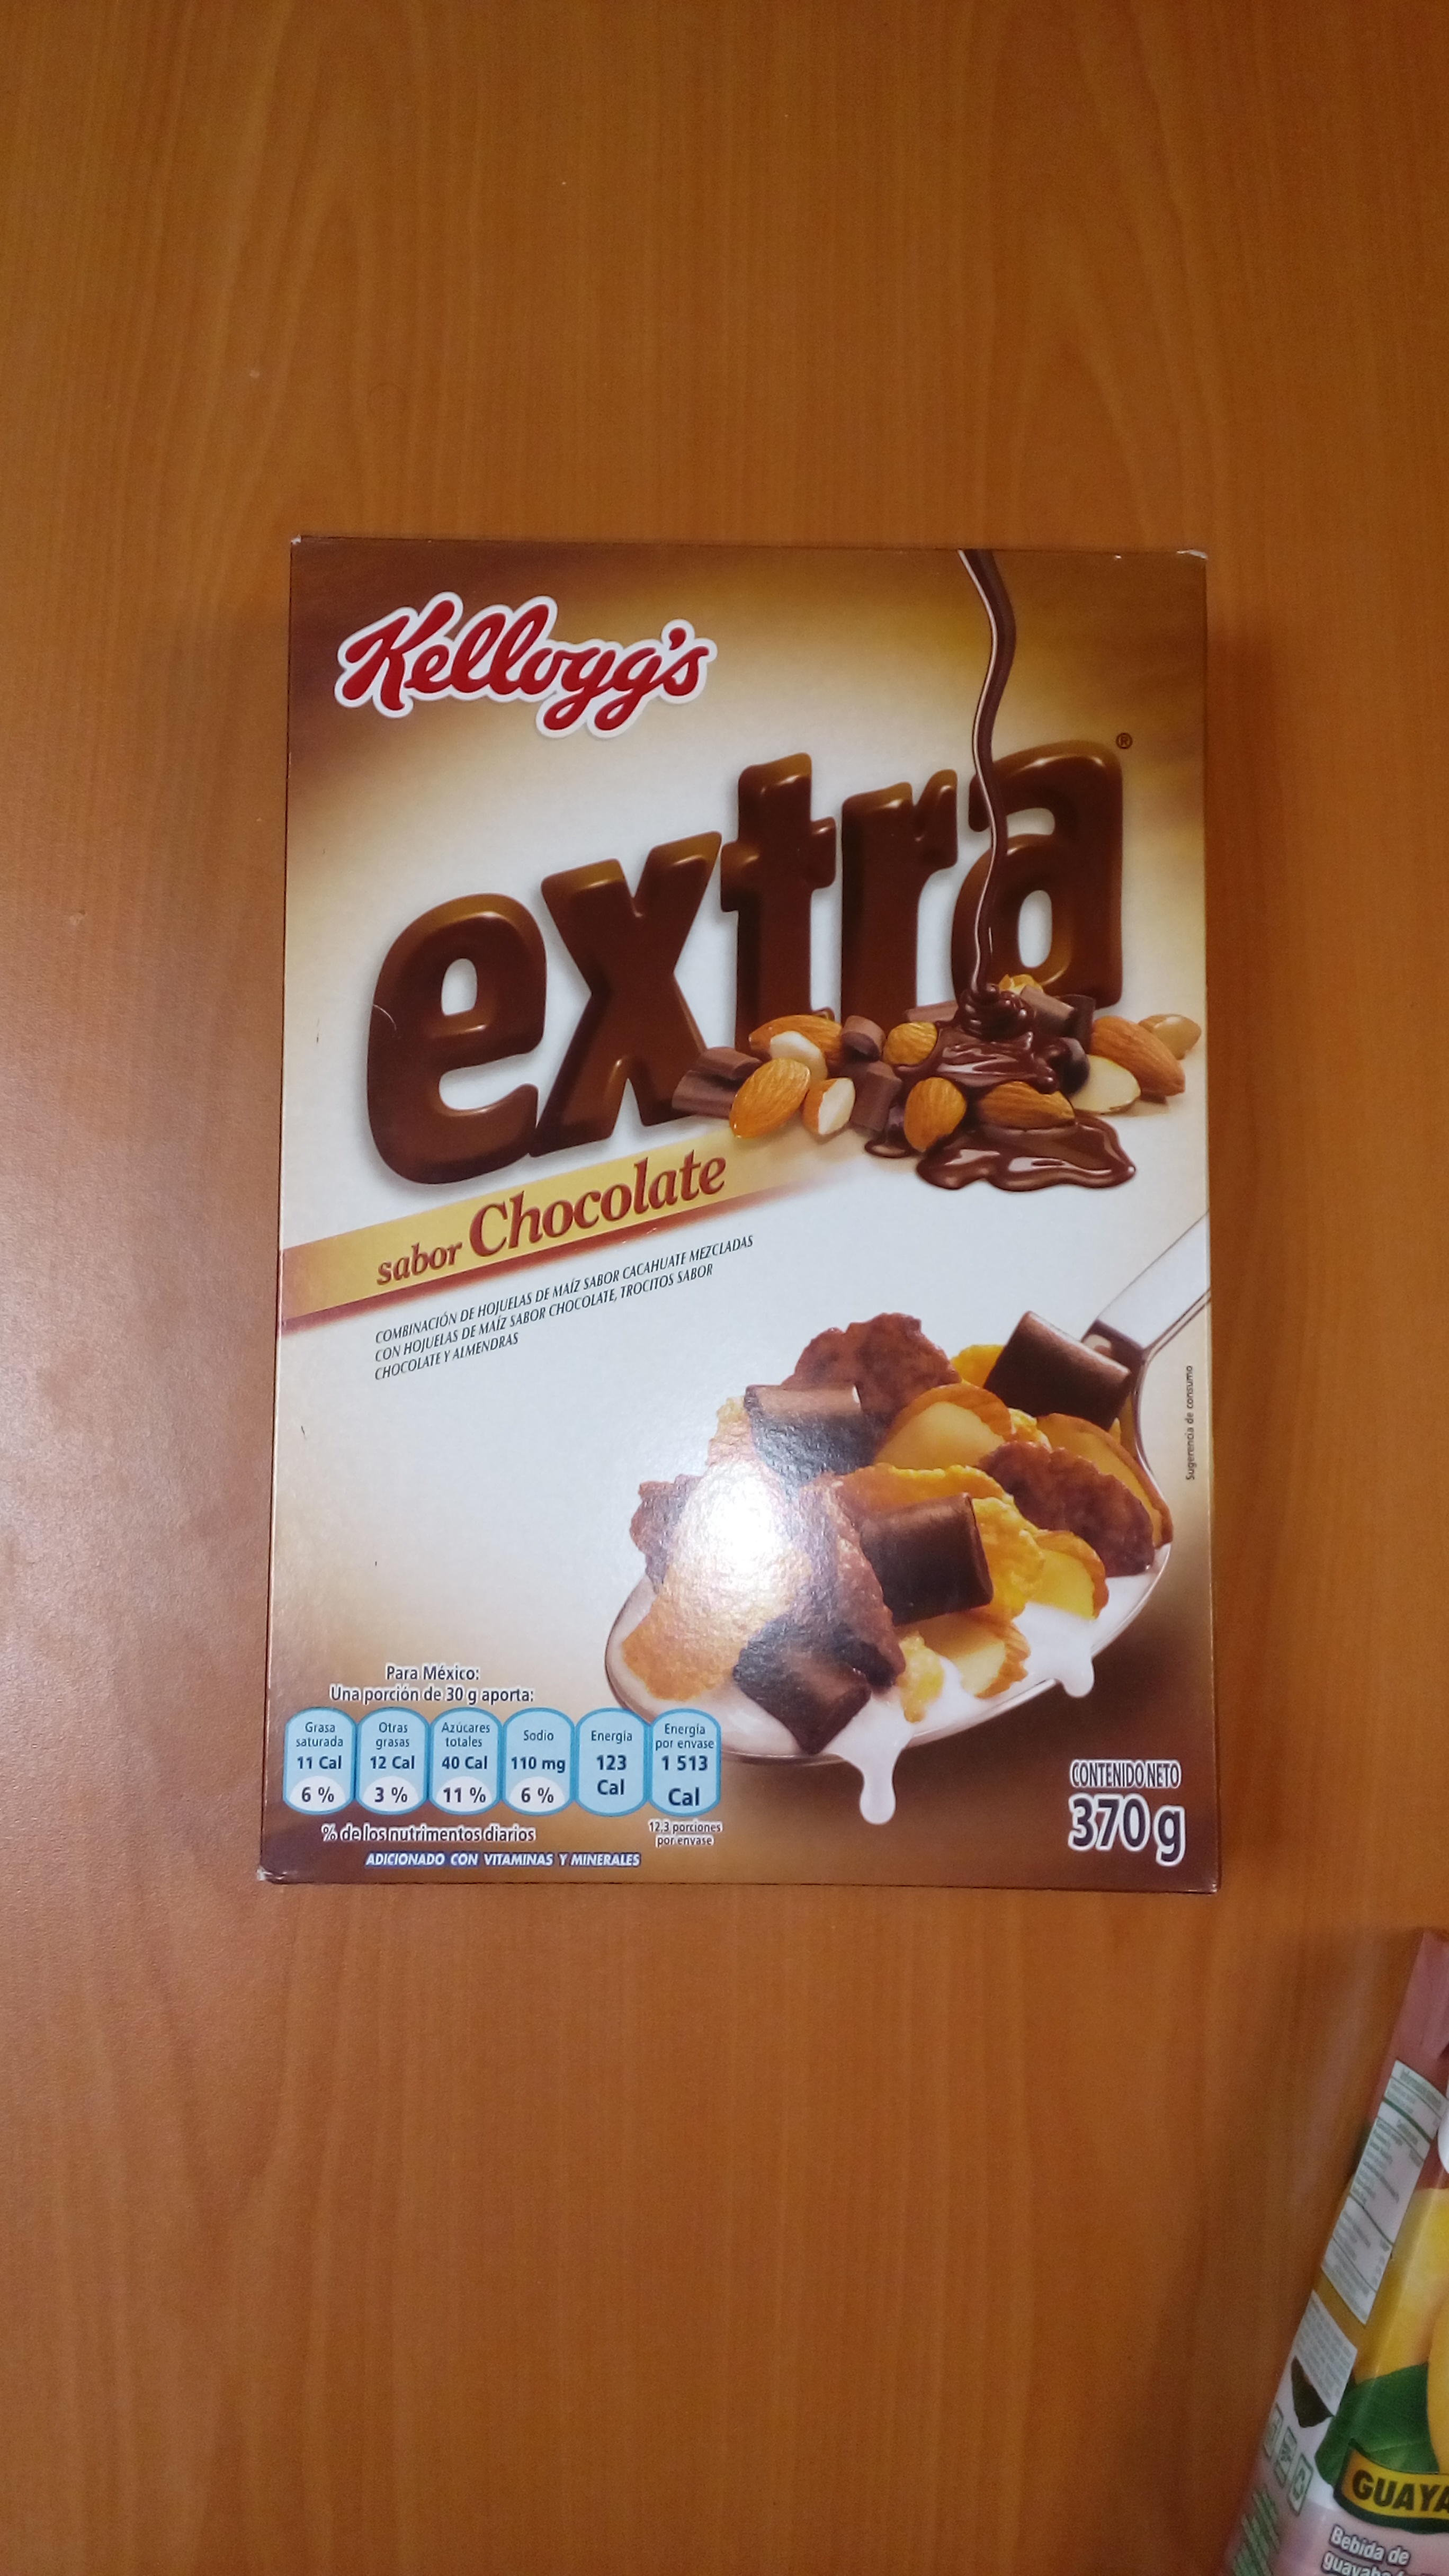 Kellogg's
extra®
sabor Chocolate
COMBINACIÓN DE HOJUELAS DE MAÍZ SABOR CACAHUATE MEZCLADAS
CON HOJUELAS DE MAÍZ SABOR CHOCOLATE, TROCITOS SABOR
CHOCOLATE Y ALMENDRAS
Sugerencia de consumo
Para México:
Una porción de 30 g aporta:
Grasa saturada 11 Cal 6 %
Otras grasas 12 Cal 3 %
Azúcares totales 40 Cal 11 %
Sodio 110 mg 6 %
Energía 123 Cal
Energía por envase 1 513 Cal
12.3 porciones
por envase
% de los nutrimentos diarios
ADICIONADO CON VITAMINAS Y MINERALES
CONTENIDO NETO
370 g
GUAYA
Bebida de